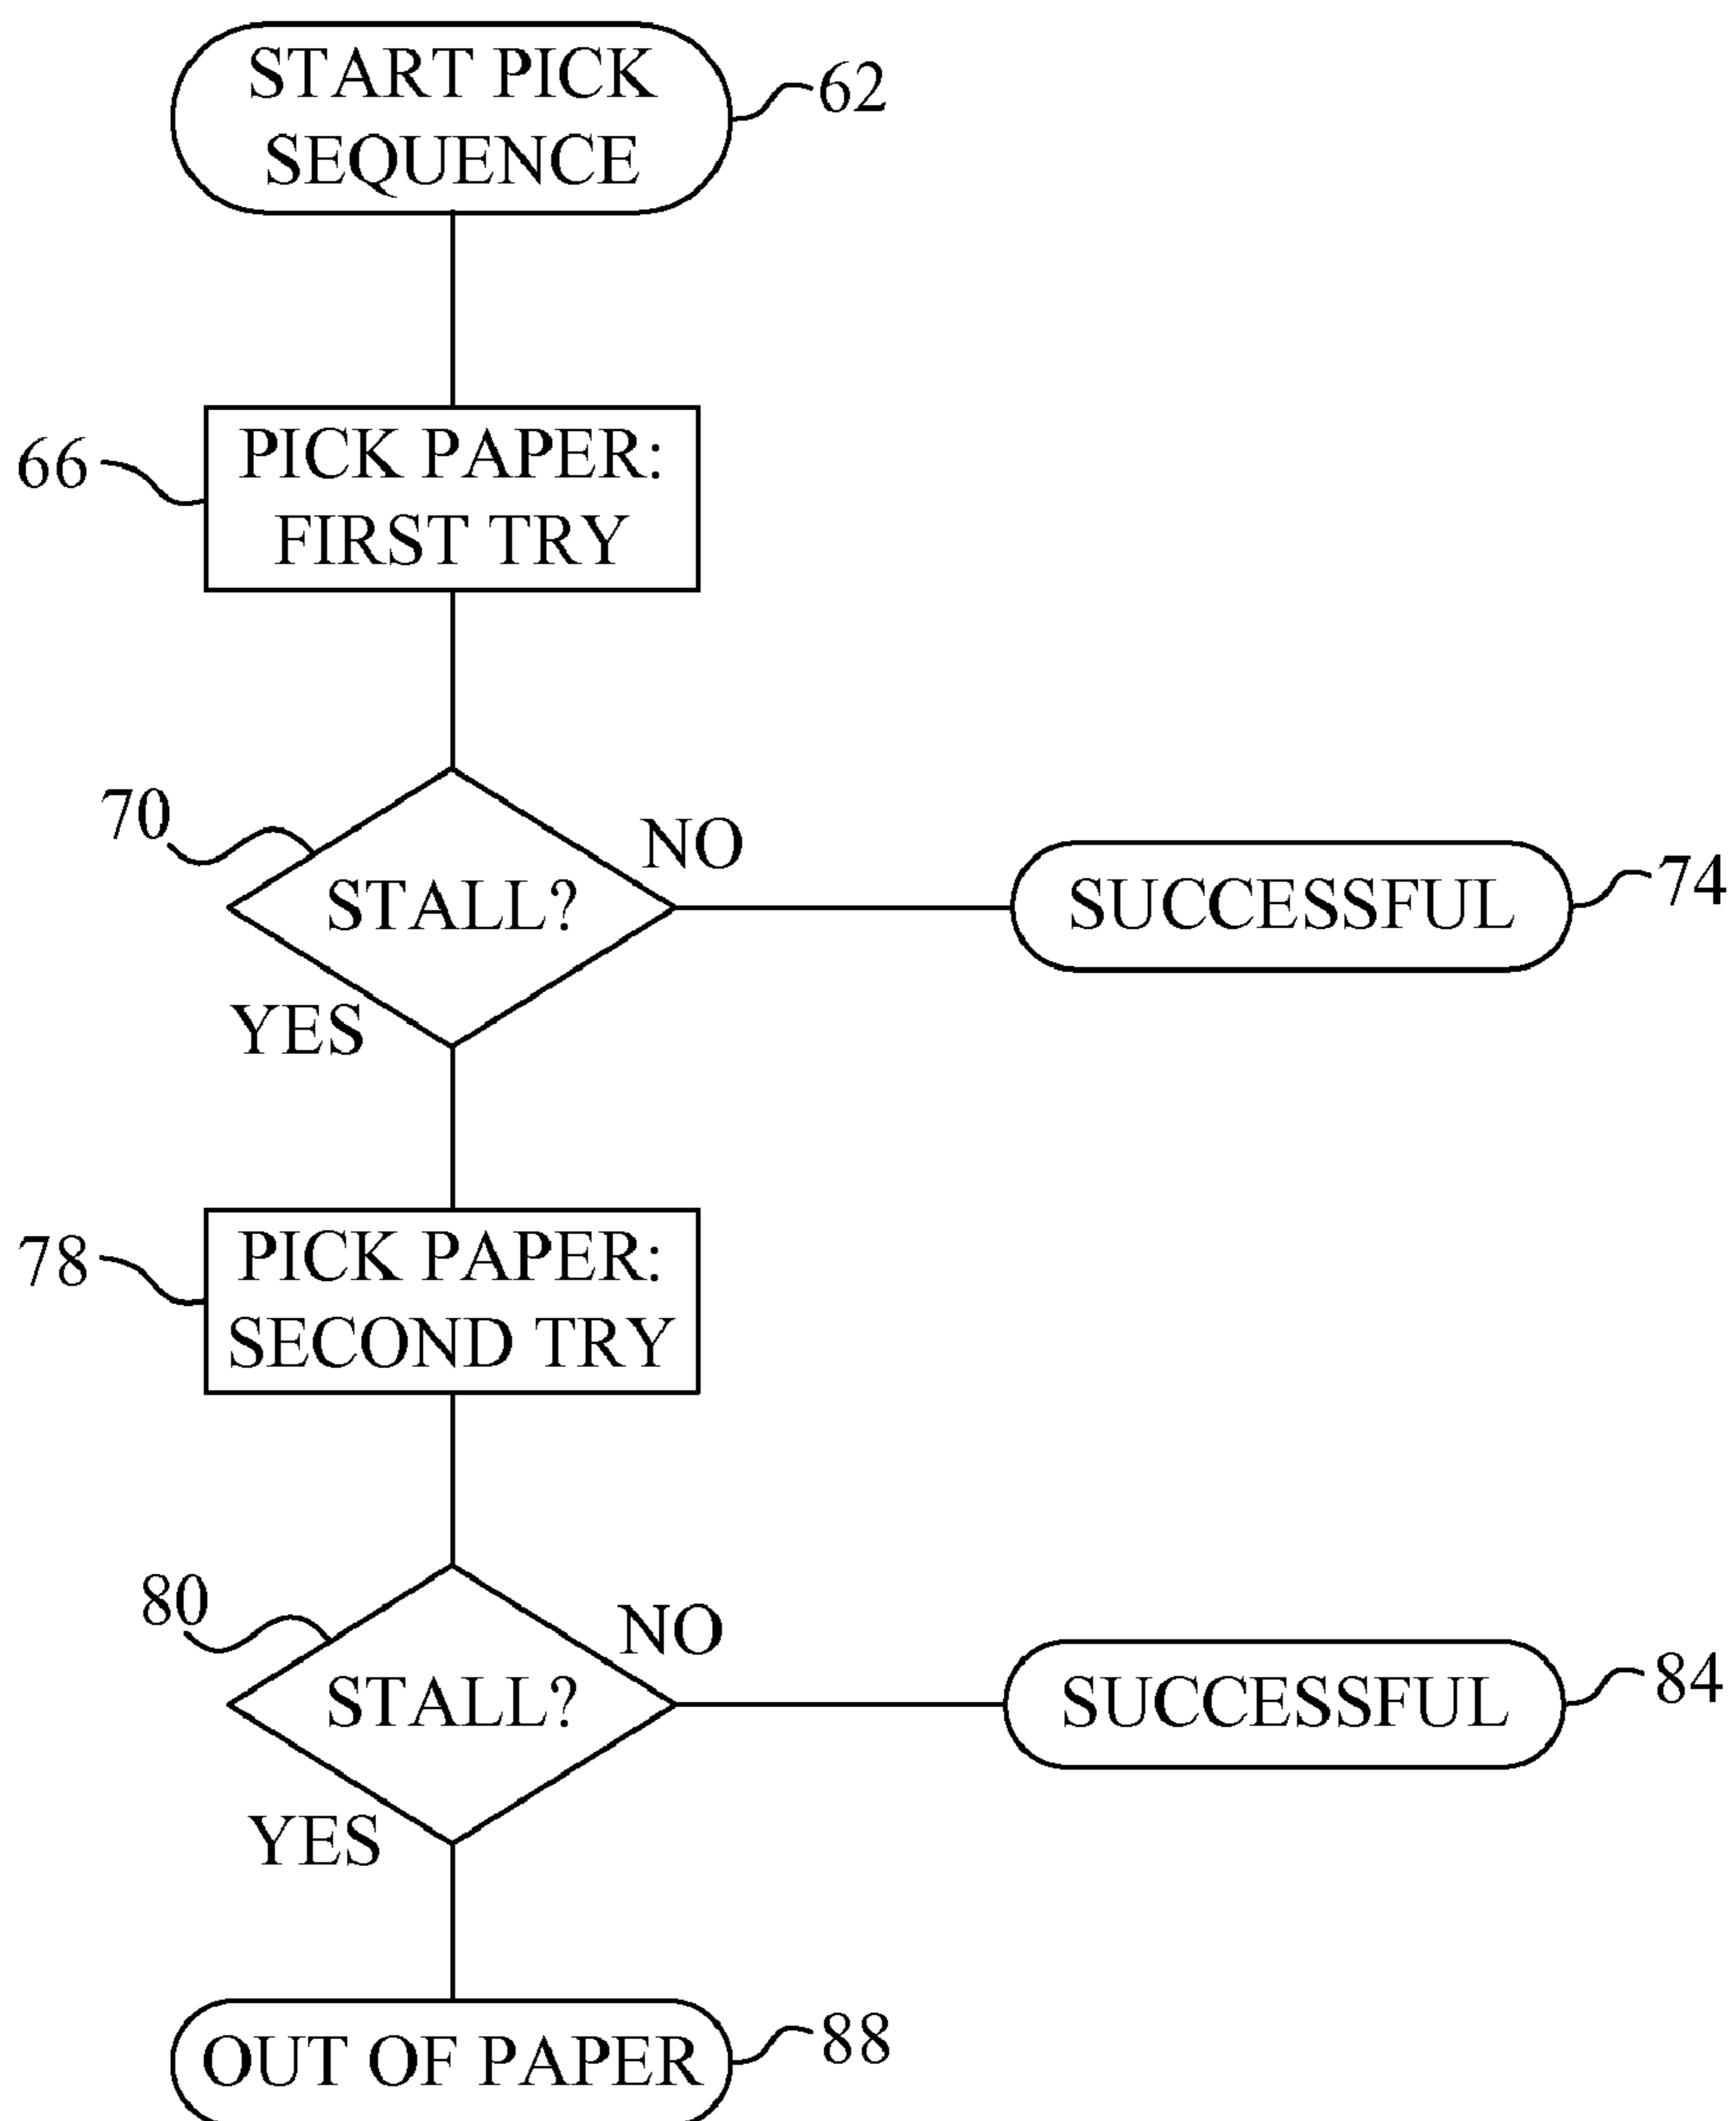 START PICK
SEQUENCE
62
66
PICK PAPER:
FIRST TRY
70
STALL?
NO
YES
SUCCESSFUL
74
78
PICK PAPER:
SECOND TRY
80
STALL?
NO
YES
SUCCESSFUL
84
OUT OF PAPER
88